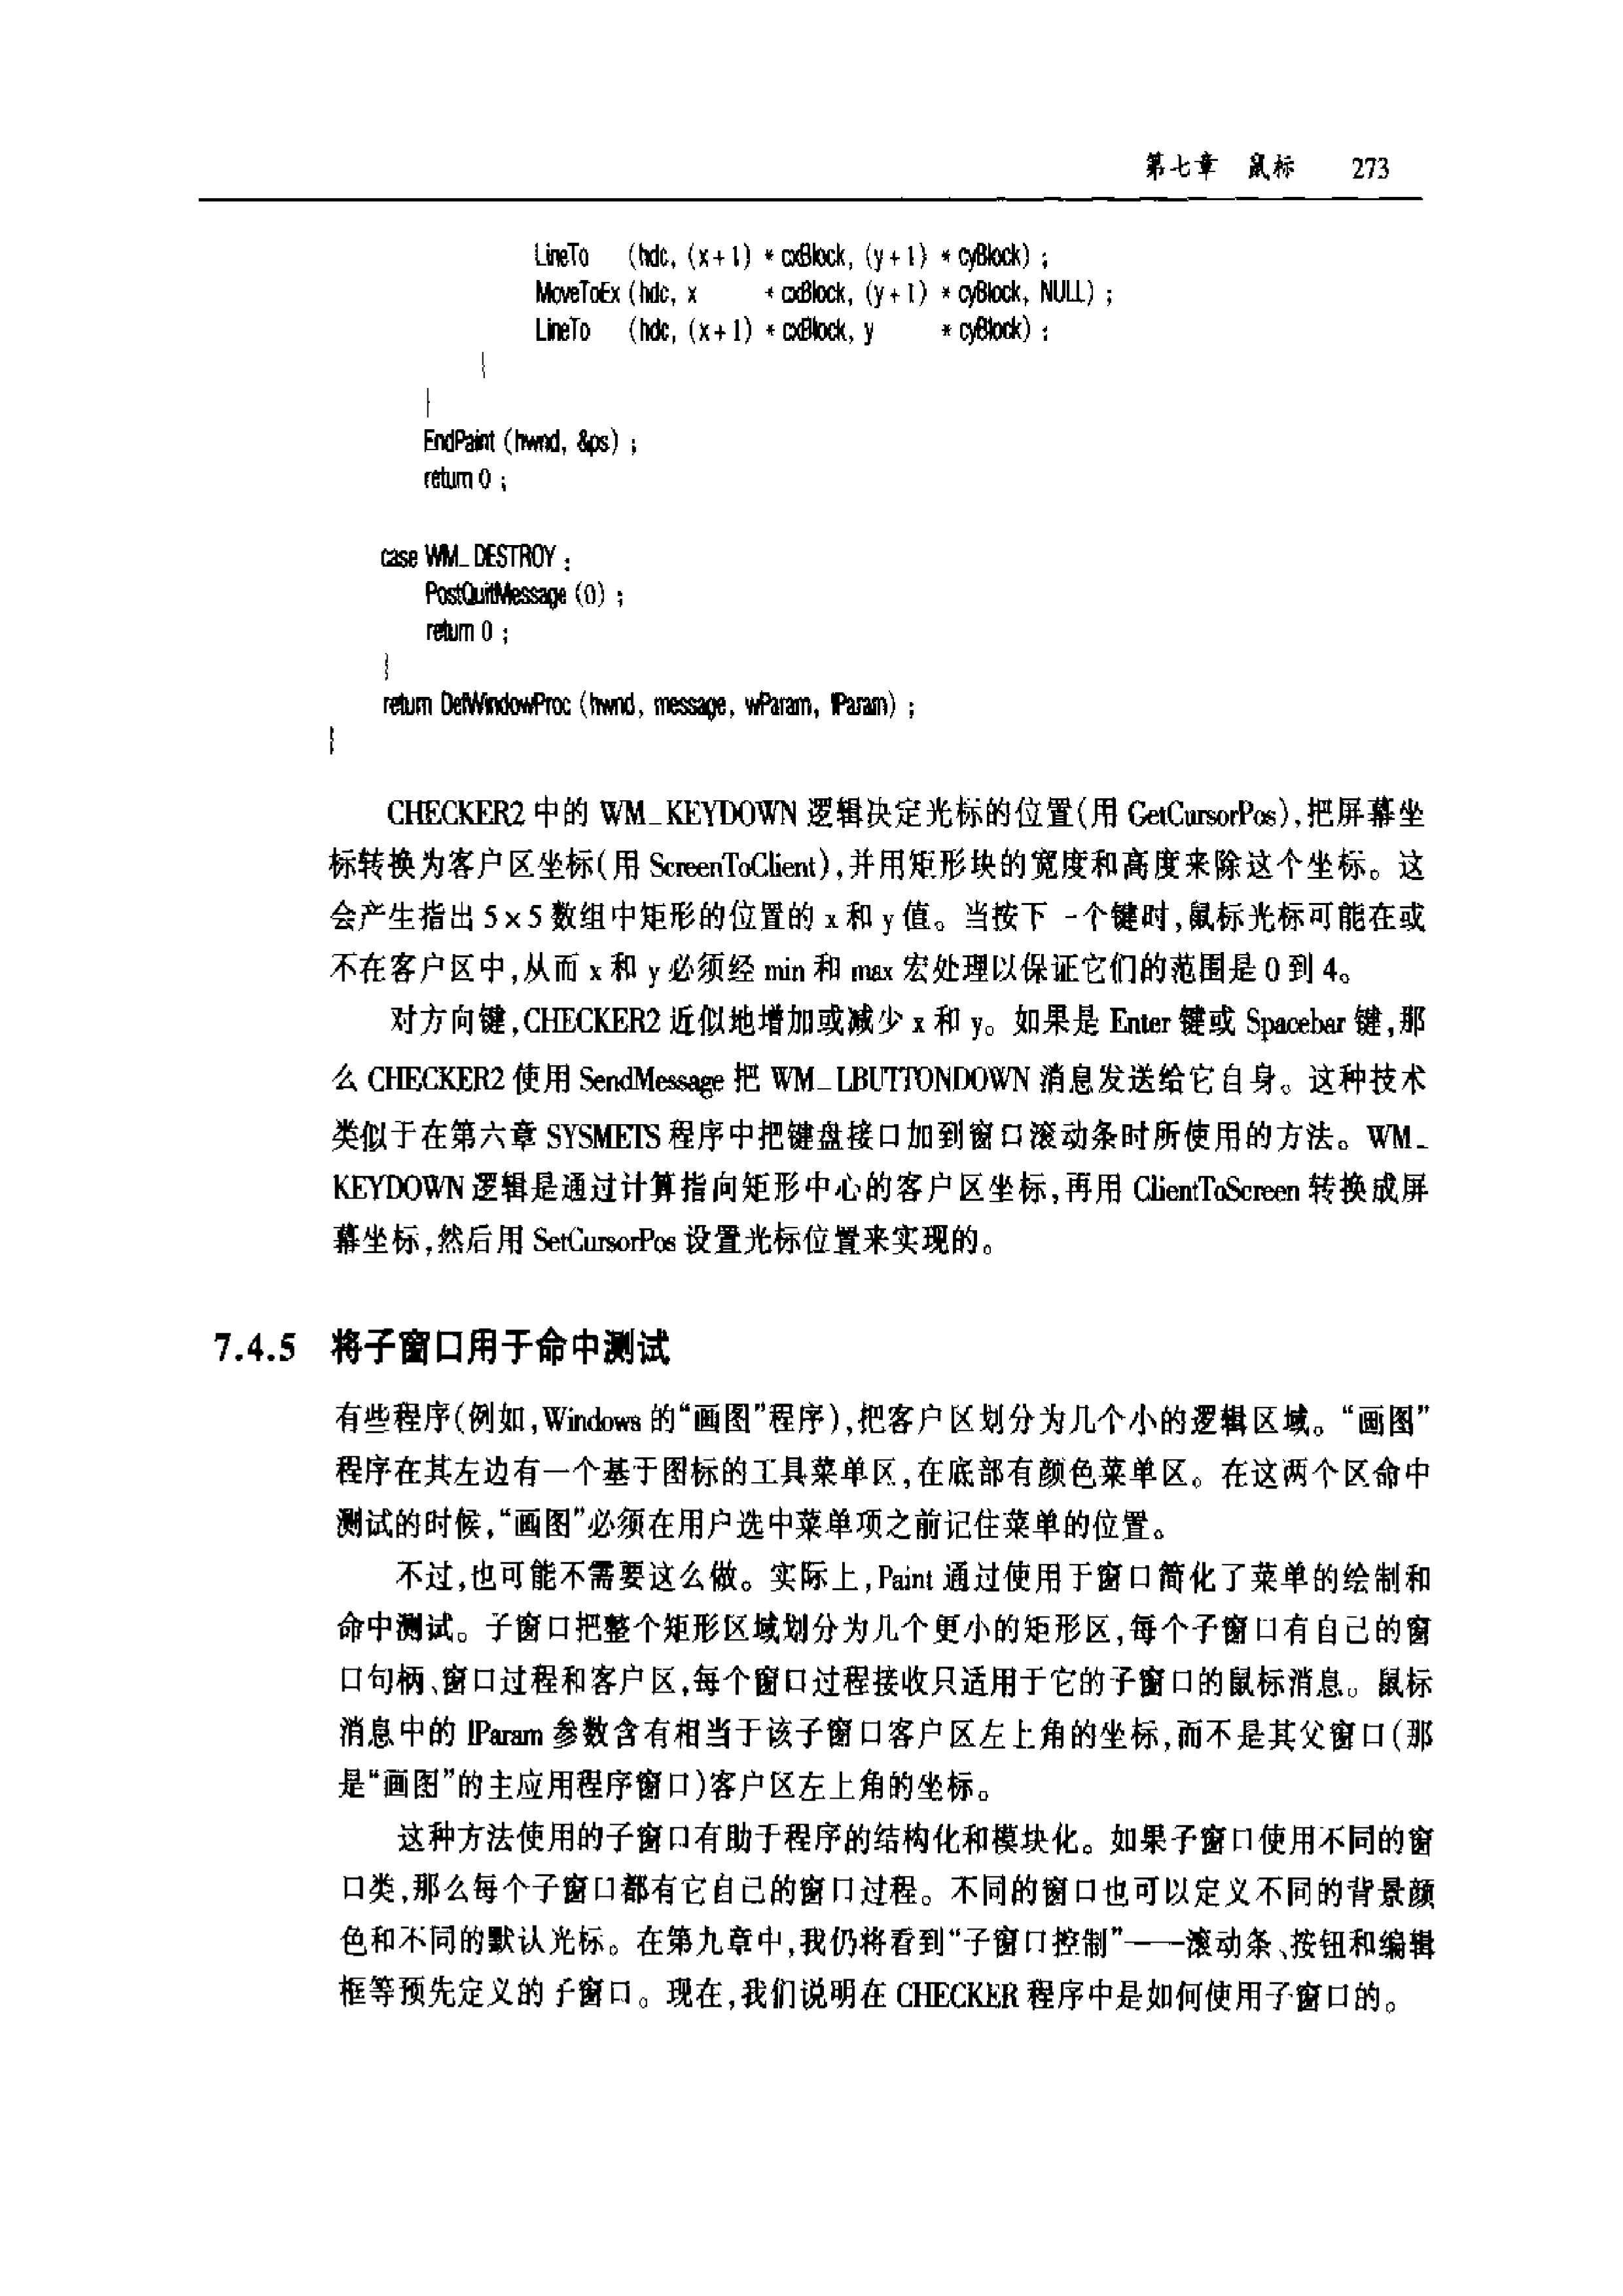 第七章 鼠标 273
LineTo (hdc, (x+1) * cxBlock, (y+1) * cyBlock) ;
MoveToEx (hdc, x * cxBlock, (y+1) * cyBlock, NULL) ;
LineTo (hdc, (x+1) * cxBlock, y * cyBlock) ;
}
}
EndPaint (hwnd, &ps) ;
return 0 ;
case WM_DESTROY :
PostQuitMessage (0) ;
return 0 ;
}
return DefWindowProc (hwnd, message, wParam, lParam) ;
}
CHECKER2 中的 WM_KEYDOWN 逻辑决定光标的位置(用 GetCursorPos),把屏幕坐
标转换为客户区坐标(用 ScreenToClient),并用矩形块的宽度和高度来除这个坐标。这
会产生指出 5×5 数组中矩形的位置的 x 和 y 值。当按下一个键时,鼠标光标可能在或
不在客户区中,从而 x 和 y 必须经 min 和 max 宏处理以保证它们的范围是 0 到 4。
对方向键,CHECKER2 近似地增加或减少 x 和 y。如果是 Enter 键或 Spacebar 键,那
么 CHECKER2 使用 SendMessage 把 WM_LBUTTONDOWN 消息发送给它自身。这种技术
类似于在第六章 SYSMETS 程序中把键盘接口加到窗口滚动条时所使用的方法。WM_
KEYDOWN 逻辑是通过计算指向矩形中心的客户区坐标,再用 ClientToScreen 转换成屏
幕坐标,然后用 SetCursorPos 设置光标位置来实现的。
7.4.5 将子窗口用于命中测试
有些程序(例如,Windows 的“画图”程序),把客户区划分为几个小的逻辑区域。“画图”
程序在其左边有一个基于图标的工具菜单区,在底部有颜色菜单区。在这两个区命中
测试的时候,“画图”必须在用户选中菜单项之前记住菜单的位置。
不过,也可能不需要这么做。实际上,Paint 通过使用于窗口简化了菜单的绘制和
命中测试。子窗口把整个矩形区域划分为几个更小的矩形区,每个子窗口有自己的窗
口句柄、窗口过程和客户区,每个窗口过程接收只适用于它的子窗口的鼠标消息。鼠标
消息中的 lParam 参数含有相当于该子窗口客户区左上角的坐标,而不是其父窗口(那
是“画图”的主应用程序窗口)客户区左上角的坐标。
这种方法使用的子窗口有助于程序的结构化和模块化。如果子窗口使用不同的窗
口类,那么每个子窗口都有它自己的窗口过程。不同的窗口也可以定义不同的背景颜
色和不同的默认光标。在第九章中,我仍将看到“子窗口控制”——滚动条、按钮和编辑
框等预先定义的子窗口。现在,我们说明在 CHECKER 程序中是如何使用子窗口的。